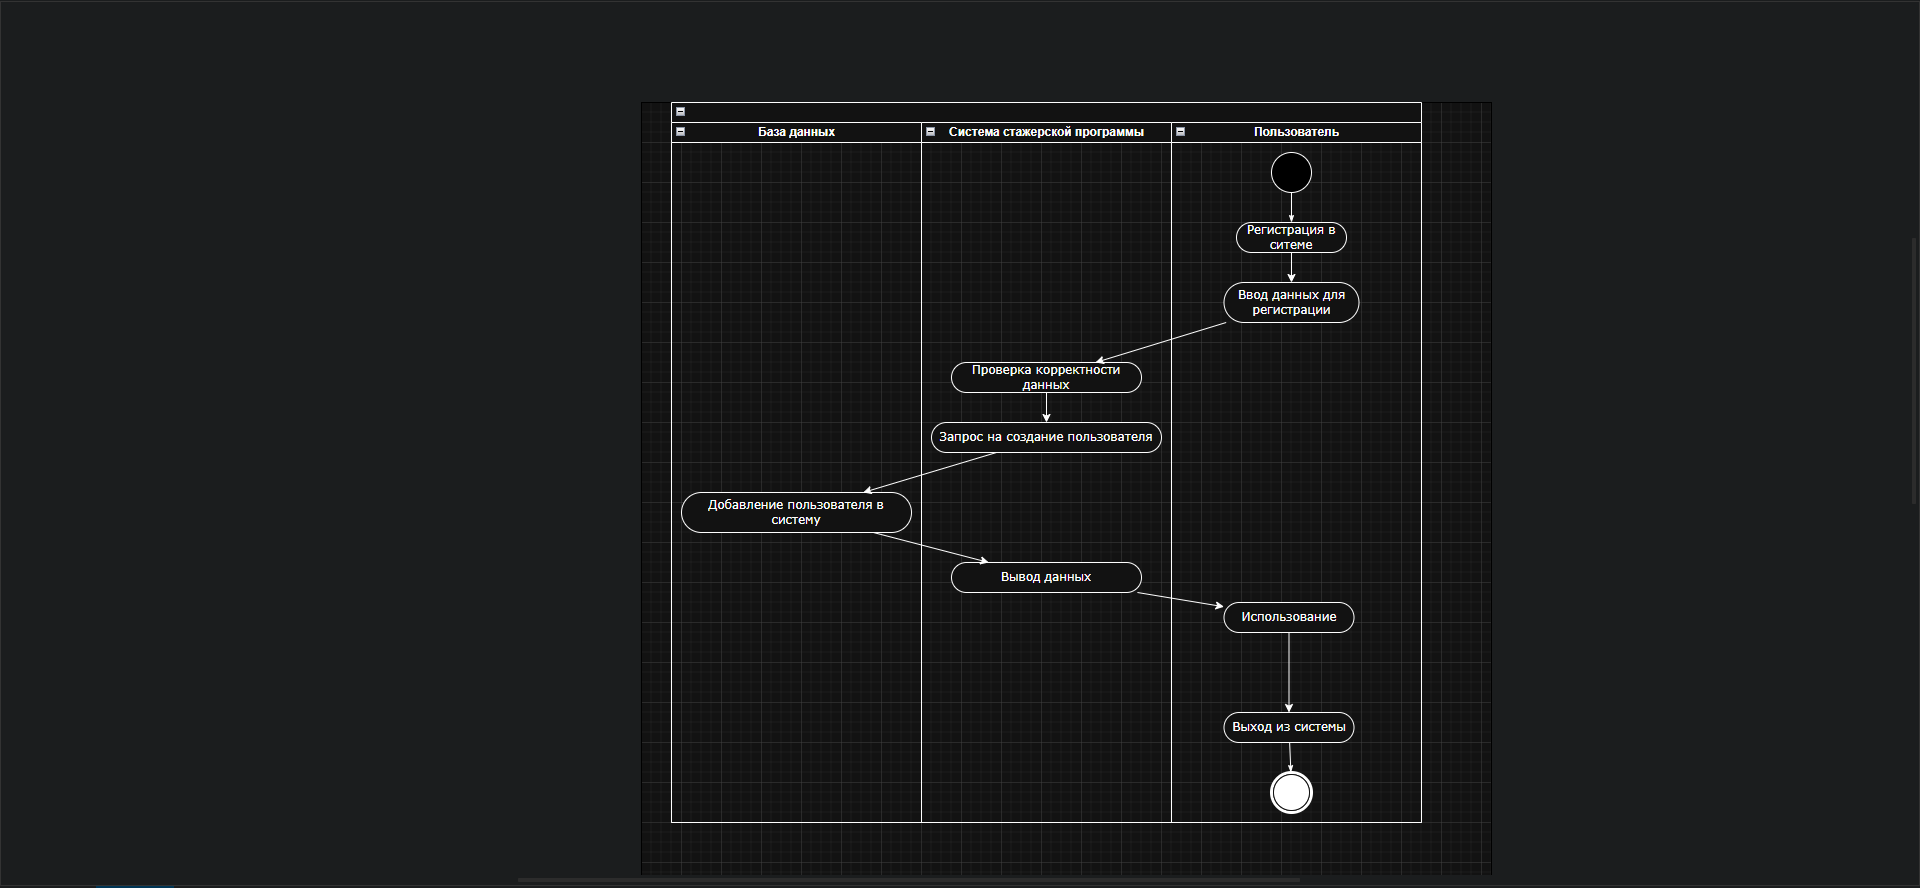 База данных
Система стажерской программы
Пользователь
Регистрация в
ситеме
Ввод данных для
регистрации
Проверка корректности
данных
Запрос на создание пользователя
Добавление пользователя в
систему
Вывод данных
Использование
Выход из системы